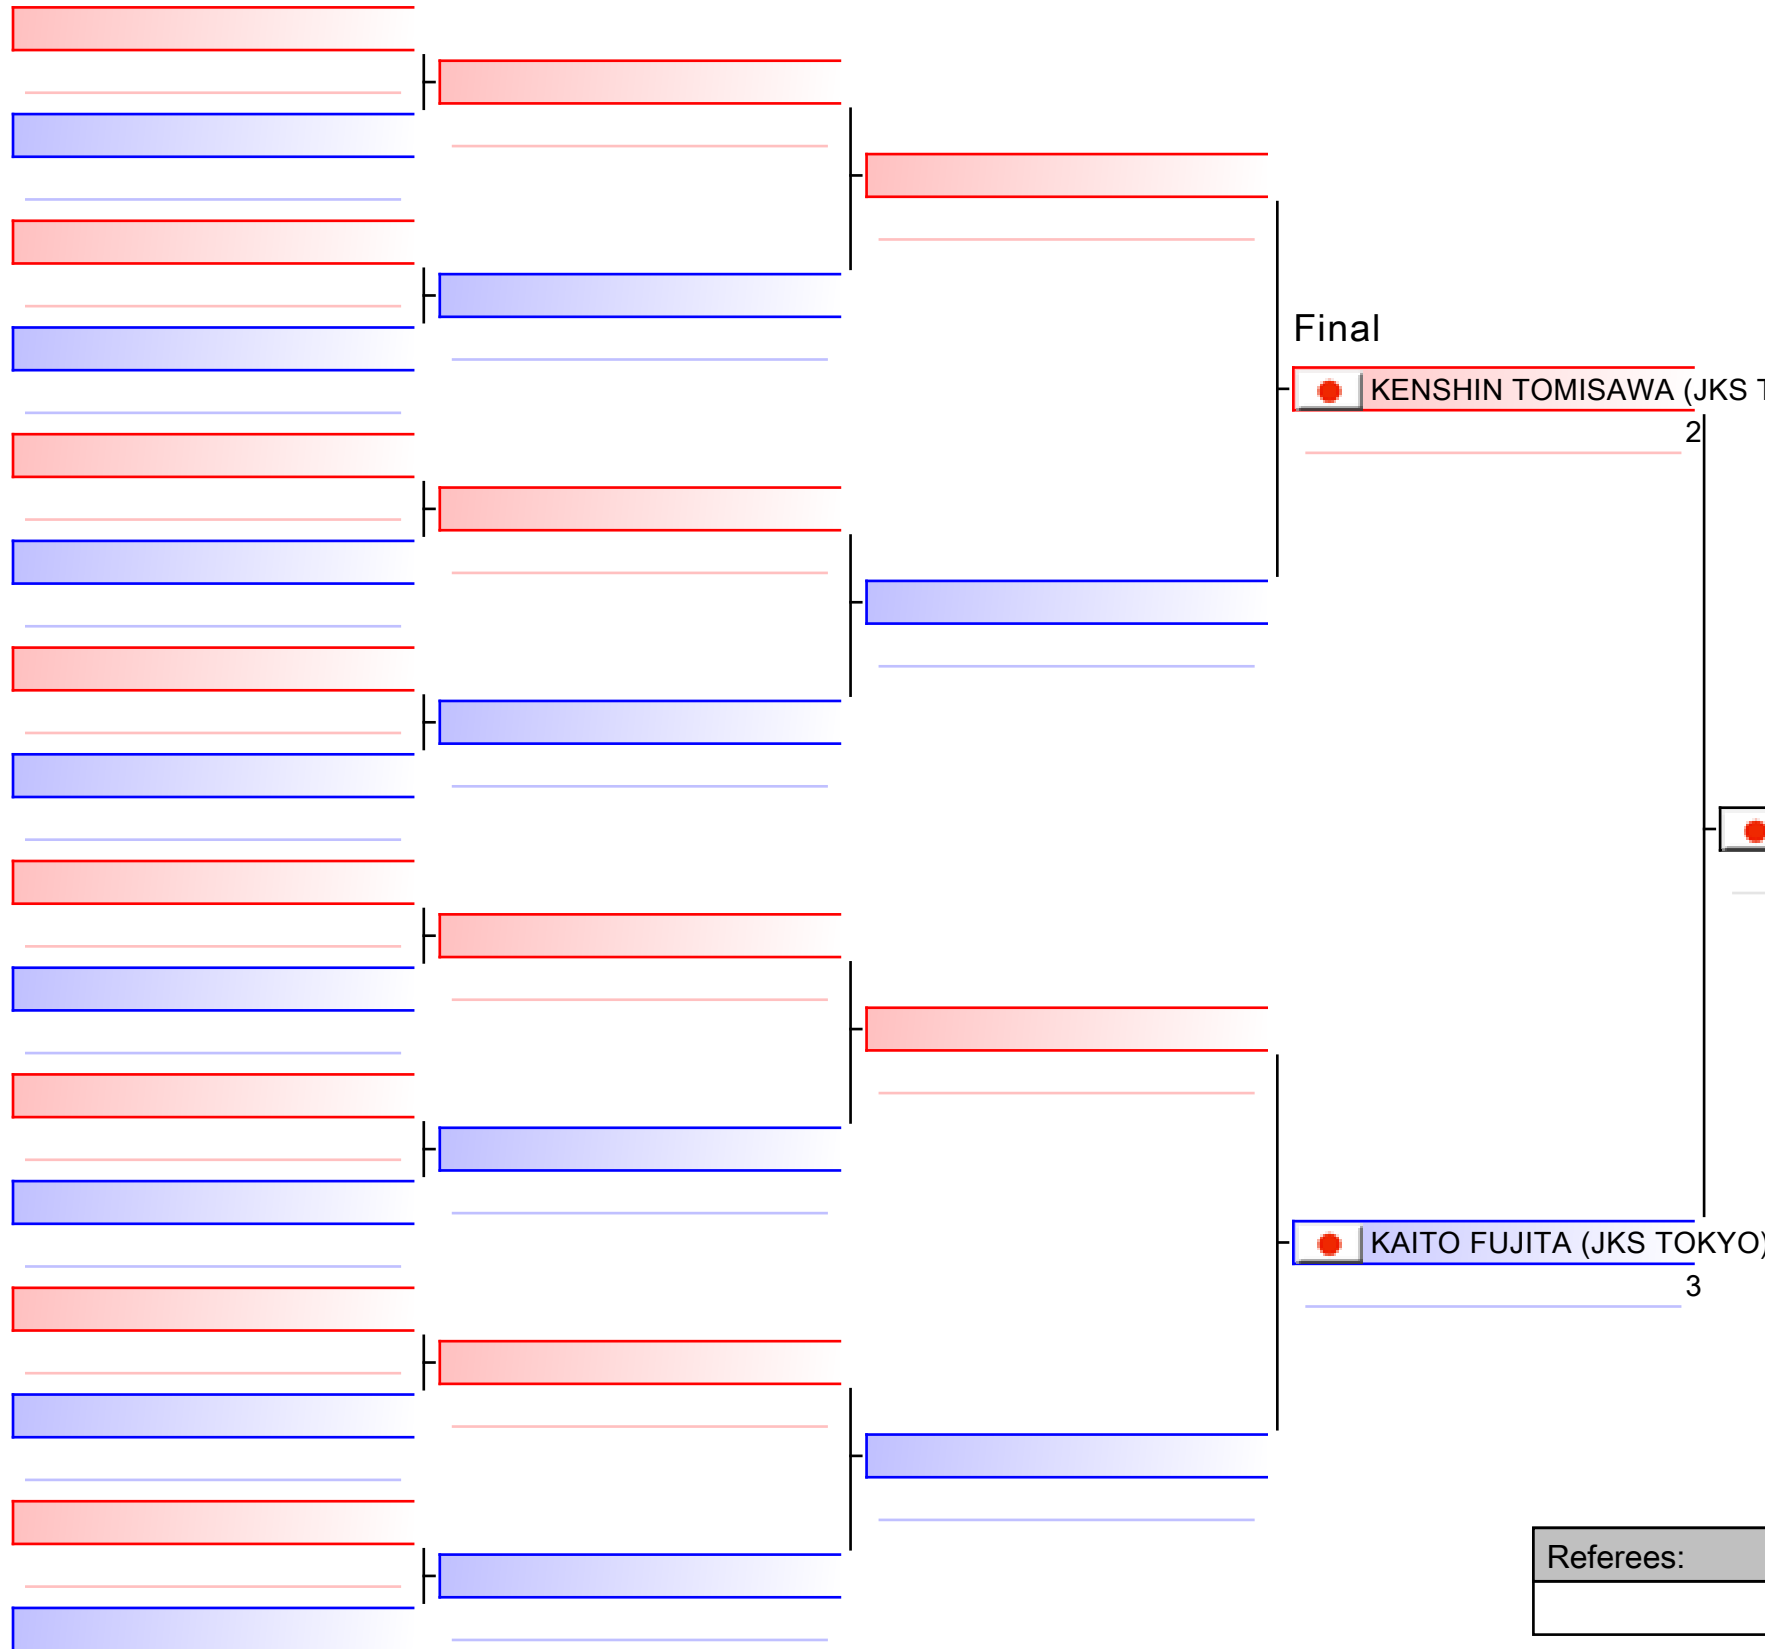 Final
KENSHIN TOMISAWA (JKS
2
KAITO FUJITA (JKS TOKYO)
3
Referees: